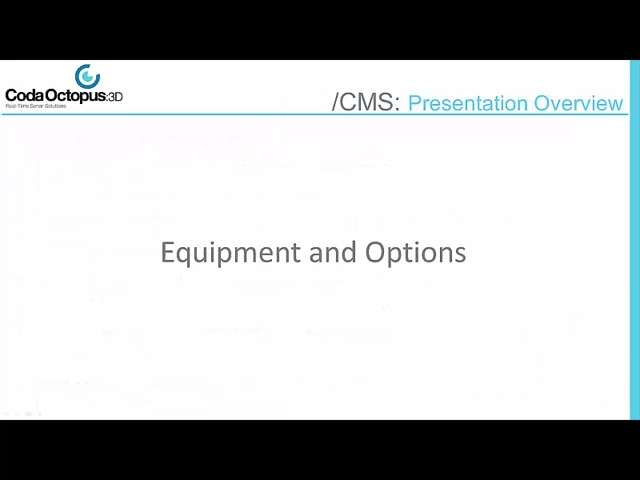 CodaOctopus:3D
Real-Time Sonar Solutions
/CMS: Presentation Overview
Equipment and Options